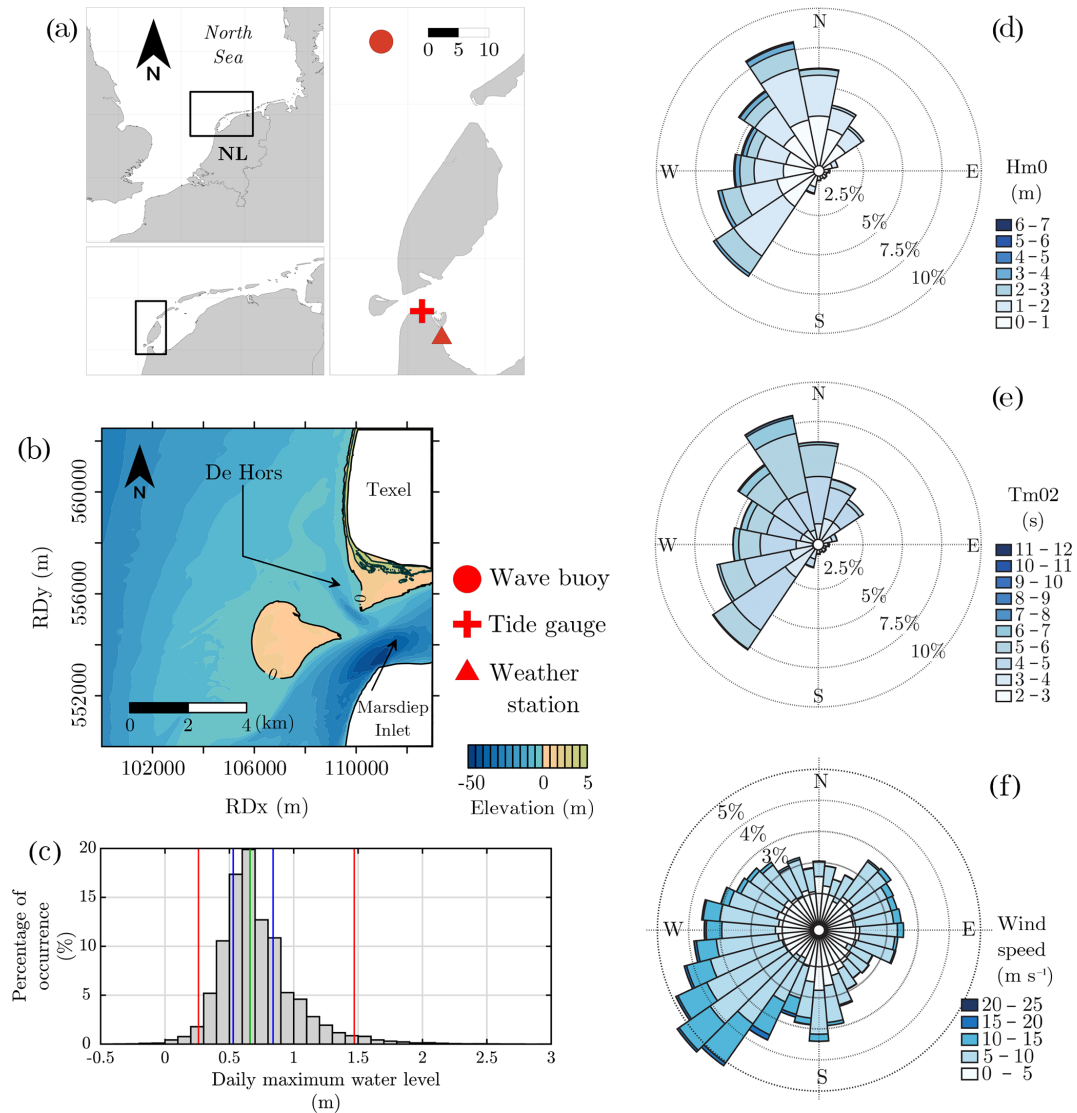 (a)
North
Sea
N
NL
0 5 10
(b)
N
De Hors
Texel
0
0
Marsdiep
Inlet
0 2 4 (km)
560000
556000
552000
RDy (m)
102000 106000 110000
RDx (m)
Wave buoy
Tide gauge
Weather
station
-50 0 5
Elevation (m)
(c)
20
15
10
5
0
Percentage of
occurrence
(%)
-0.5 0 0.5 1 1.5 2 2.5 3
Daily maximum water level
(m)
(d)
N
W
E
S
2.5%
5%
7.5%
10%
Hm0
(m)
6 - 7
5 - 6
4 - 5
3 - 4
2 - 3
1 - 2
0 - 1
(e)
N
W
E
S
2.5%
5%
7.5%
10%
Tm02
(s)
11 - 12
10 - 11
9 - 10
8 - 9
7 - 8
6 - 7
5 - 6
4 - 5
3 - 4
2 - 3
(f)
N
5%
4%
3%
W
E
S
Wind
speed
(m s⁻¹)
20 - 25
15 - 20
10 - 15
5 - 10
0 - 5